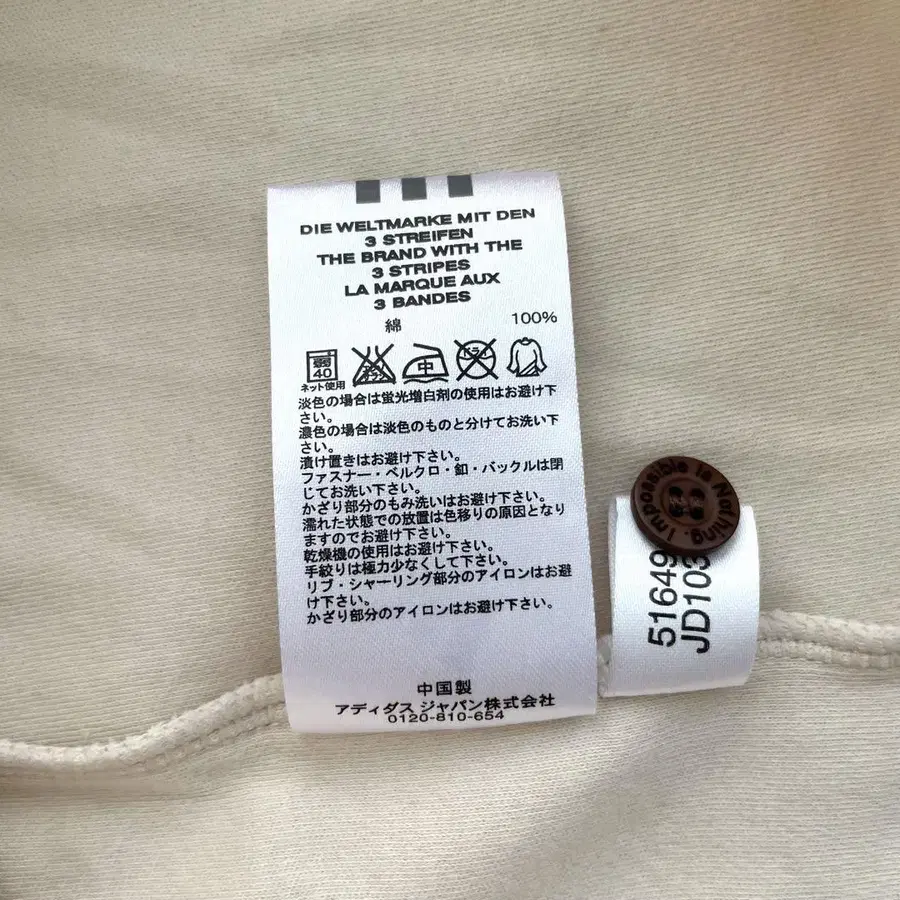 DIE WELTMARKE MIT DEN
3 STREIFEN
THE BRAND WITH THE
3 STRIPES
LA MARQUE AUX
3 BANDES
綿 100%
弱
40
中
ドライ
ネット使用
淡色の場合は蛍光増白剤の使用はお避け下
さい。
濃色の場合は淡色のものと分けてお洗い下
さい。
漬け置きはお避け下さい。
ファスナー・ベルクロ・釦・バックルは閉
じてお洗い下さい。
かざり部分のもみ洗いはお避け下さい。
濡れた状態での放置は色移りの原因となり
ますのでお避け下さい。
乾燥機の使用はお避け下さい。
手絞りは極力少なくして下さい。
リブ・シャーリング部分のアイロンはお避
け下さい。
かざり部分のアイロンはお避け下さい。
中国製
アディダス ジャパン株式会社
0120-810-654
Impossible is Nothing.
51649
JD103